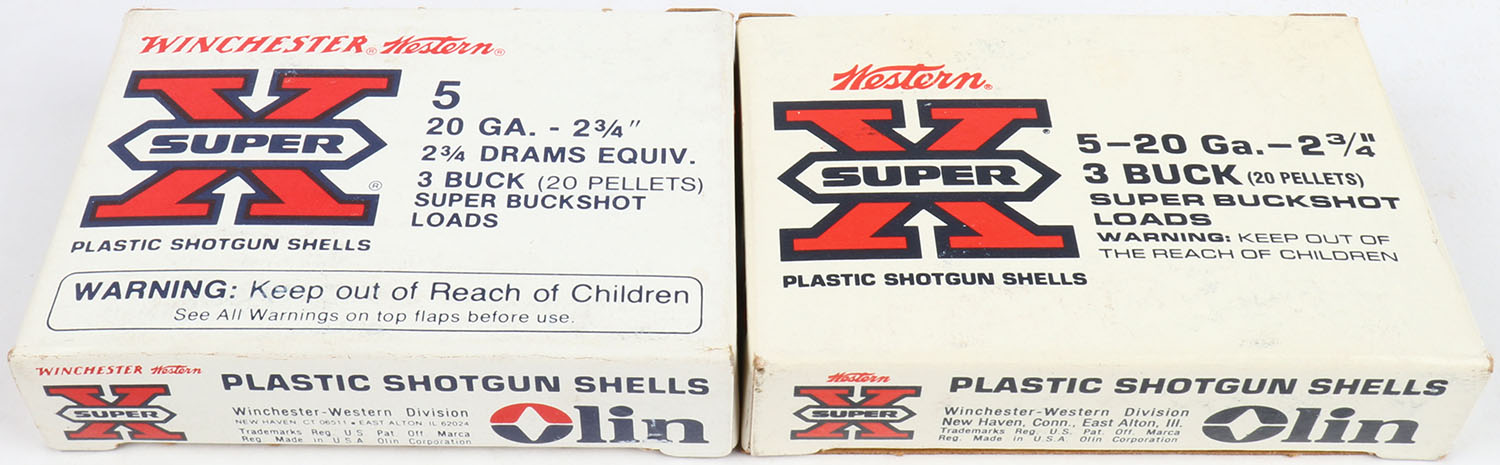 WINCHESTER® Western®
SUPER X ®
PLASTIC SHOTGUN SHELLS
5
20 GA. - 2¾"
2¾ DRAMS EQUIV.
3 BUCK (20 PELLETS)
SUPER BUCKSHOT
LOADS
WARNING: Keep out of Reach of Children
See All Warnings on top flaps before use.
WINCHESTER Western
SUPER X
PLASTIC SHOTGUN SHELLS
Winchester-Western Division
NEW HAVEN CT 06511 • EAST ALTON IL 62024
Trademarks Reg. U.S. Pat. Off. Marca
Reg. Made in U.S.A. Olin Corporation
Olin
Western®
SUPER X ®
PLASTIC SHOTGUN SHELLS
5-20 Ga.-2¾"
3 BUCK (20 PELLETS)
SUPER BUCKSHOT
LOADS
WARNING: KEEP OUT OF
THE REACH OF CHILDREN
Western
SUPER X
PLASTIC SHOTGUN SHELLS
Winchester-Western Division
New Haven, Conn., East Alton, Ill.
Trademarks Reg. U.S. Pat. Off. Marca
Reg. Made in U.S.A. Olin Corporation
Olin